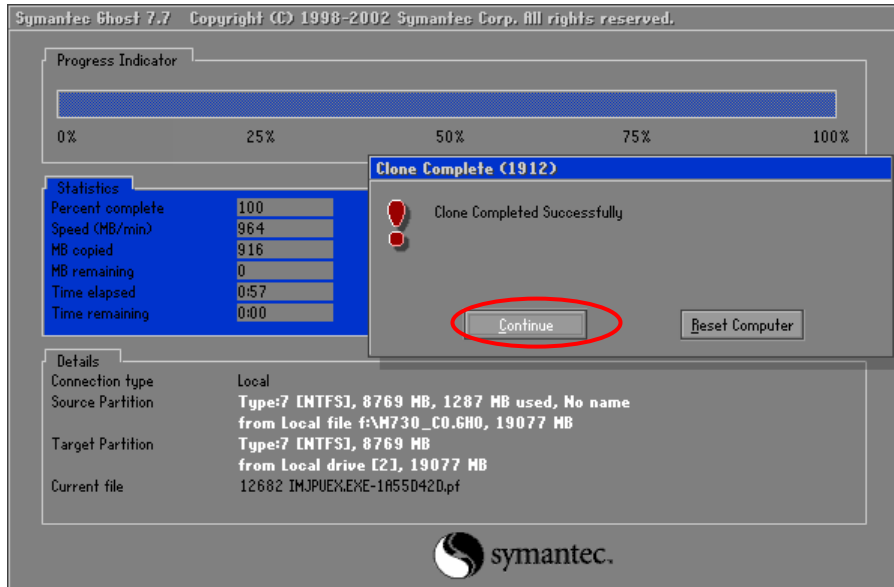 Symantec Ghost 7.7 Copyright (C) 1998-2002 Symantec Corp. All rights reserved.
Progress Indicator
0% 25% 50% 75% 100%
Clone Complete (1912)
Clone Completed Successfully
Continue Reset Computer
Statistics
Percent complete 100
Speed (MB/min) 964
MB copied 916
MB remaining 0
Time elapsed 0:57
Time remaining 0:00
Details
Connection type Local
Source Partition Type:7 [NTFS], 8769 MB, 1287 MB used, No name
from Local file f:\M730_C0.GHO, 19077 MB
Target Partition Type:7 [NTFS], 8769 MB
from Local drive [2], 19077 MB
Current file 12682 IMJPUEX.EXE-1A55D42D.pf
symantec.